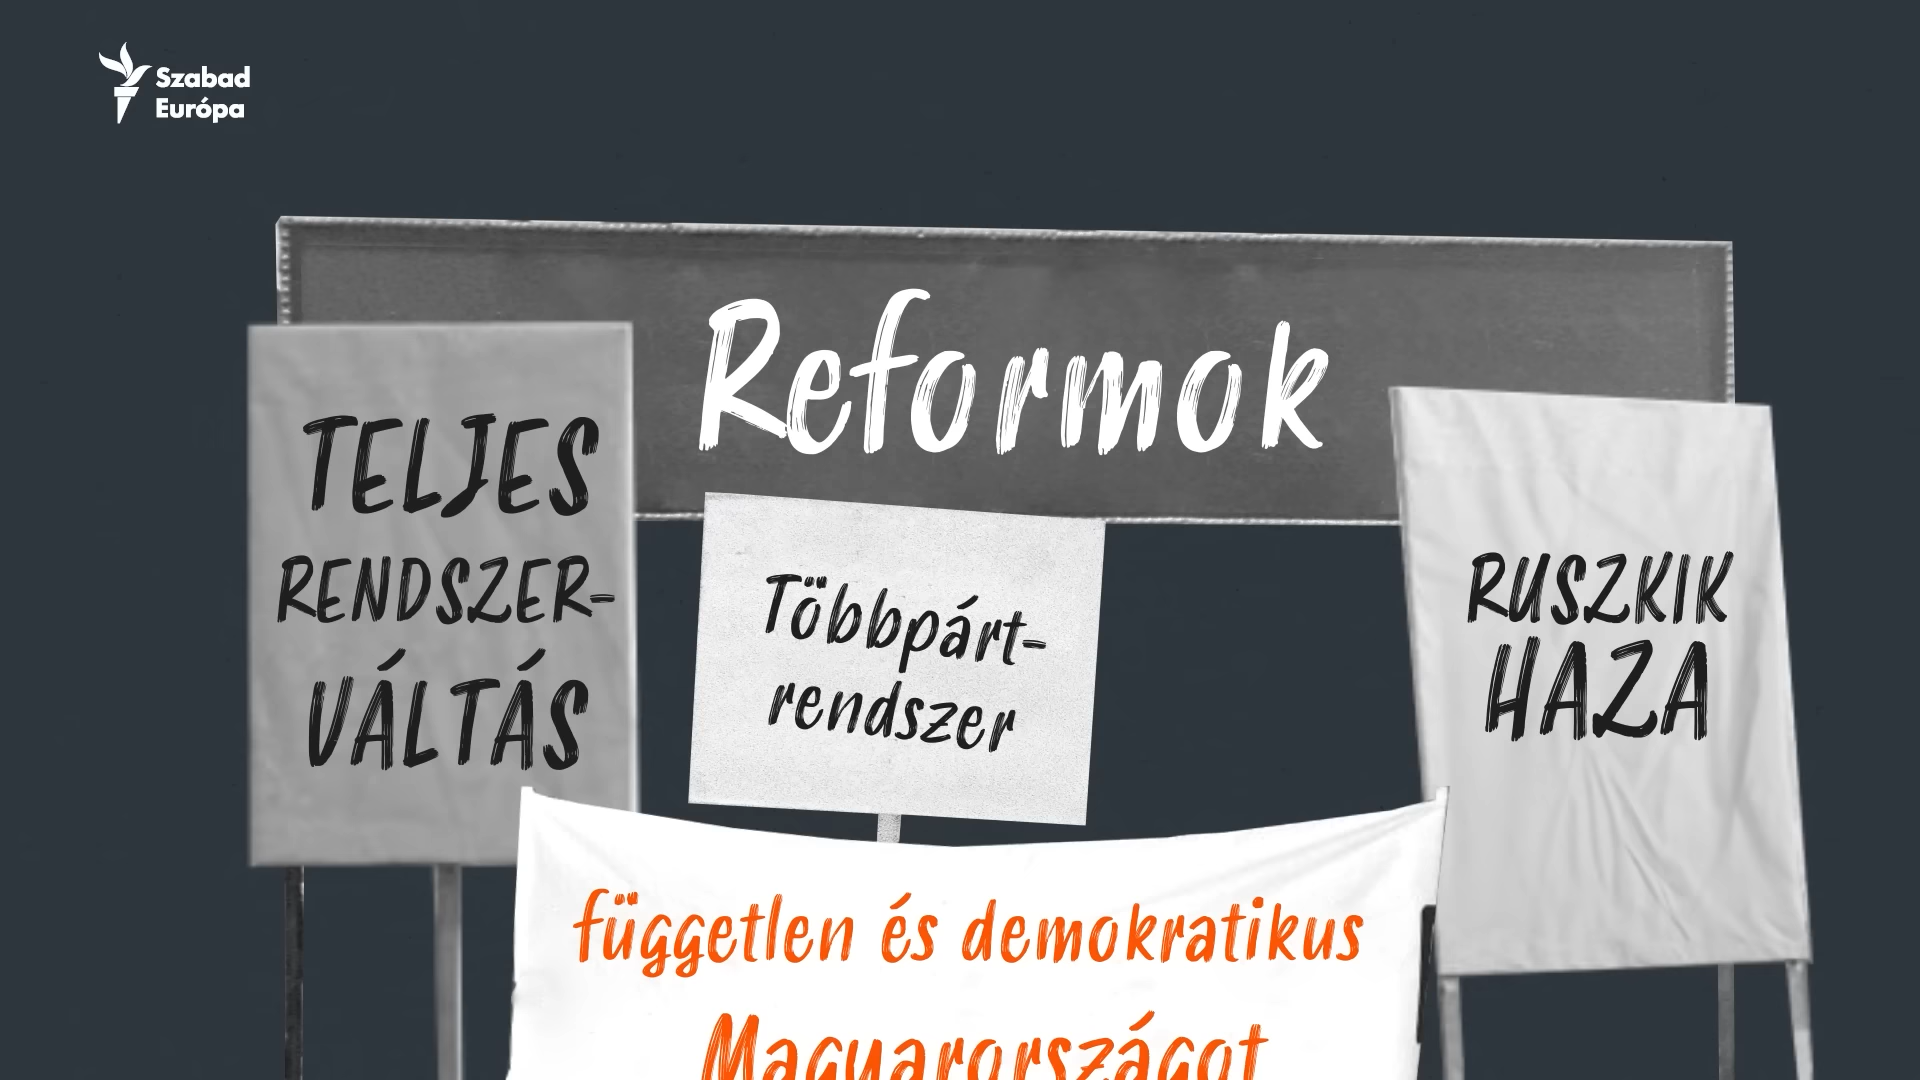 Szabad
Európa
Reformok
TELJES
RENDSZER-
VÁLTÁS
Többpárt-
rendszer
RUSZKIK
HAZA
független és demokratikus
Magyarországot